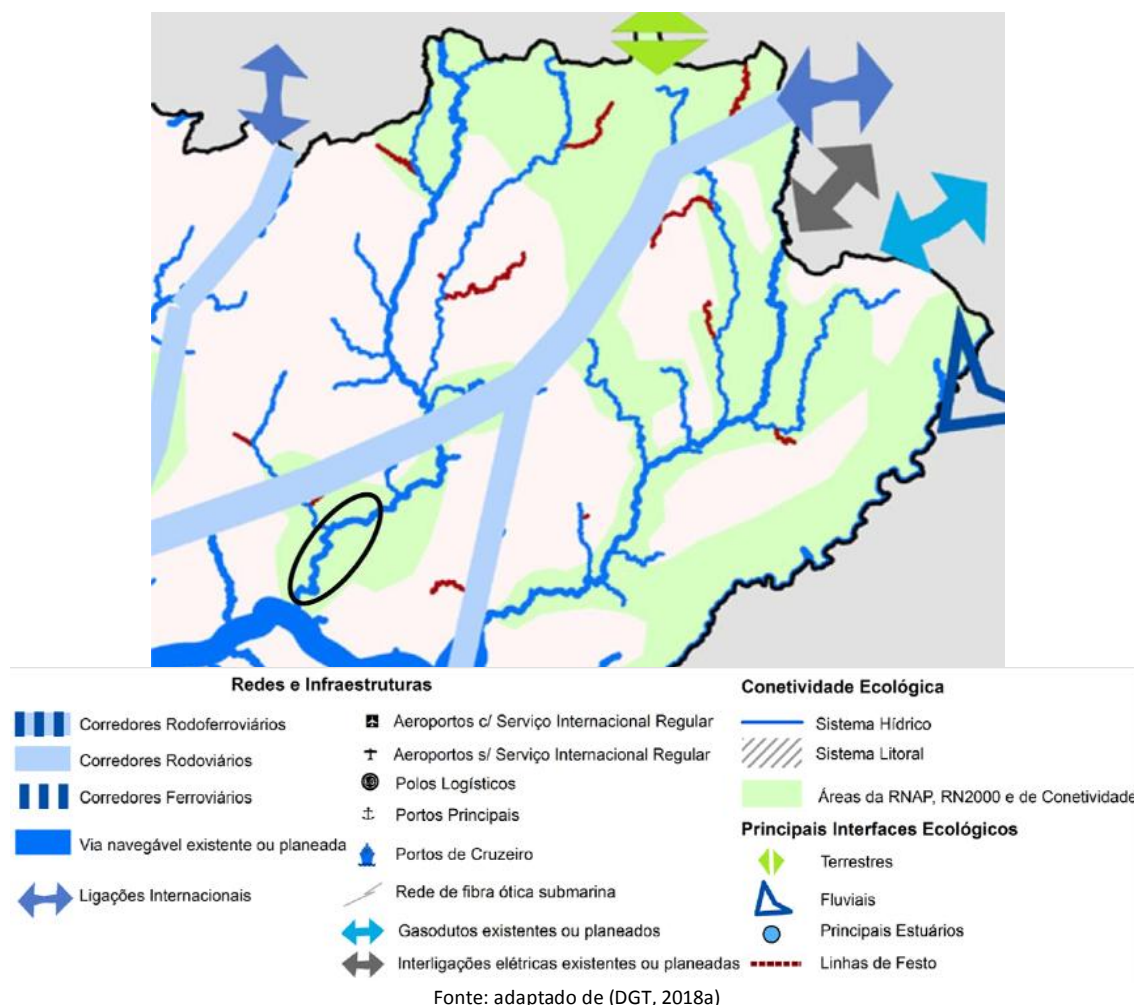 Redes e Infraestruturas
Corredores Rodoferroviários
Corredores Rodoviários
Corredores Ferroviários
Via navegável existente ou planeada
Ligações Internacionais
Aeroportos c/ Serviço Internacional Regular
Aeroportos s/ Serviço Internacional Regular
Polos Logísticos
Portos Principais
Portos de Cruzeiro
Rede de fibra ótica submarina
Gasodutos existentes ou planeados
Interligações elétricas existentes ou planeadas
Conetividade Ecológica
Sistema Hídrico
Sistema Litoral
Áreas da RNAP, RN2000 e de Conetividade
Principais Interfaces Ecológicos
Terrestres
Fluviais
Principais Estuários
Linhas de Festo
Fonte: adaptado de (DGT, 2018a)